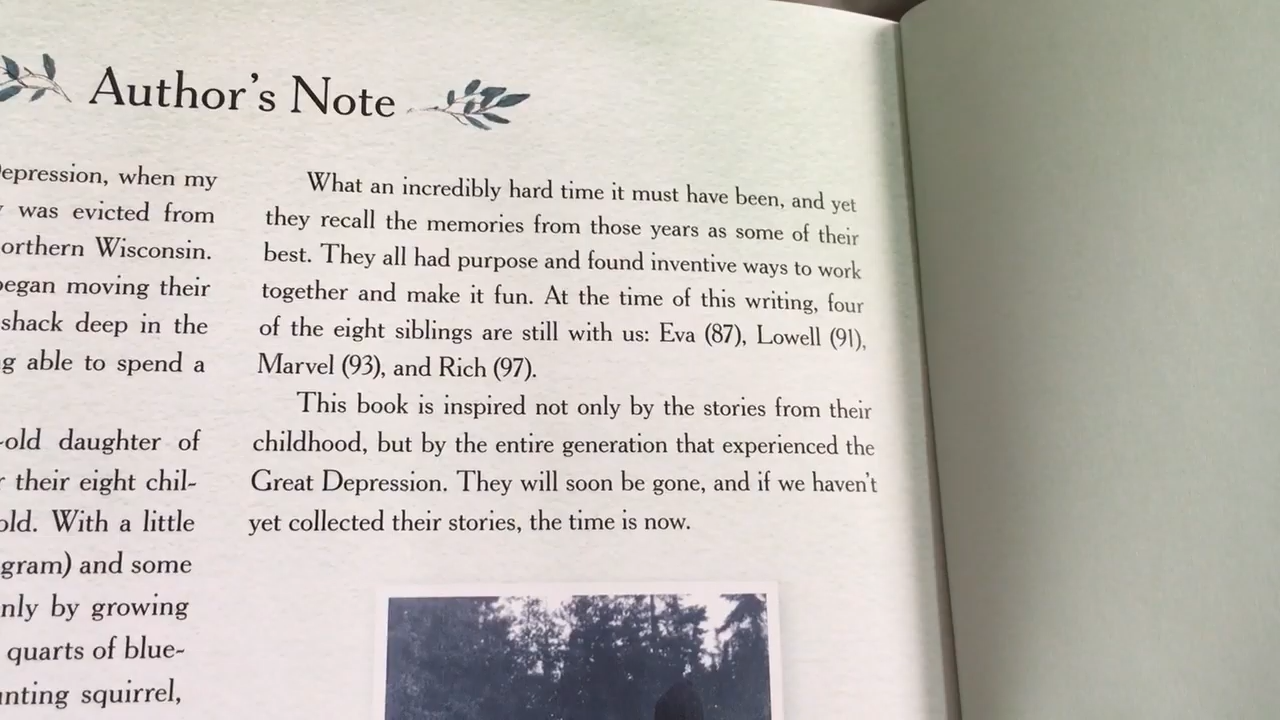 Author's Note
epression, when my
was evicted from
orthern Wisconsin.
began moving their
shack deep in the
g able to spend a
-old daughter of
r their eight chil-
old. With a little
gram) and some
nly by growing
quarts of blue-
nting squirrel,
What an incredibly hard time it must have been, and yet
they recall the memories from those years as some of their
best. They all had purpose and found inventive ways to work
together and make it fun. At the time of this writing, four
of the eight siblings are still with us: Eva (87), Lowell (91),
Marvel (93), and Rich (97).
This book is inspired not only by the stories from their
childhood, but by the entire generation that experienced the
Great Depression. They will soon be gone, and if we haven't
yet collected their stories, the time is now.